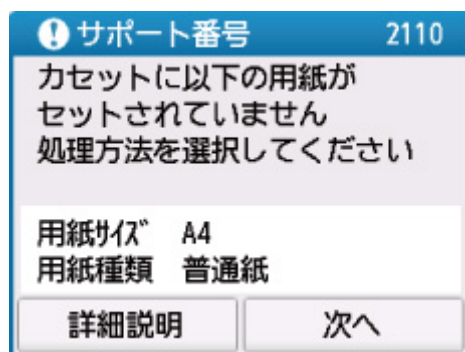 サポート番号 2110
カセットに以下の用紙が
セットされていません
処理方法を選択してください
用紙ｻｲｽﾞ A4
用紙種類 普通紙
詳細説明 次へ